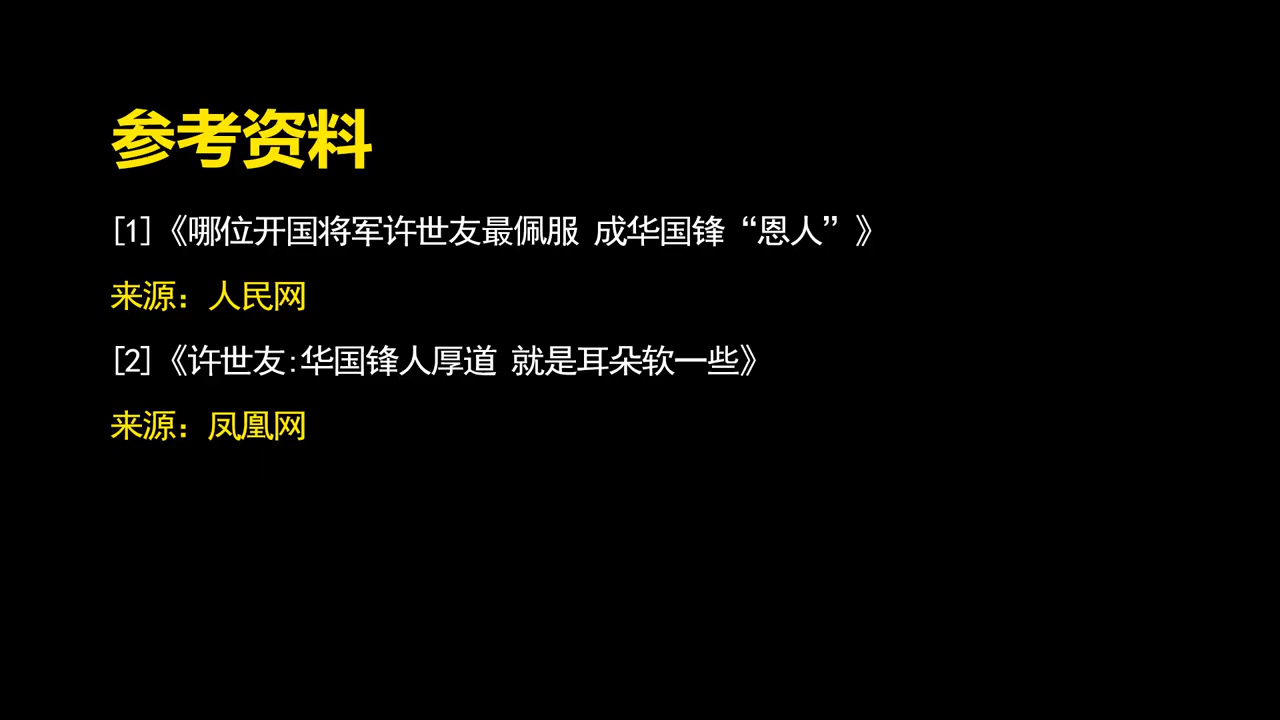 参考资料
[1]《哪位开国将军许世友最佩服 成华国锋“恩人”》
来源：人民网
[2]《许世友:华国锋人厚道 就是耳朵软一些》
来源：凤凰网